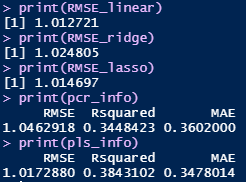 > print(RMSE_linear)
[1] 1.012721
> print(RMSE_ridge)
[1] 1.024805
> print(RMSE_lasso)
[1] 1.014697
> print(pcr_info)
RMSE Rsquared MAE
1.0462918 0.3448423 0.3602000
> print(pls_info)
RMSE Rsquared MAE
1.0172880 0.3843102 0.3478014